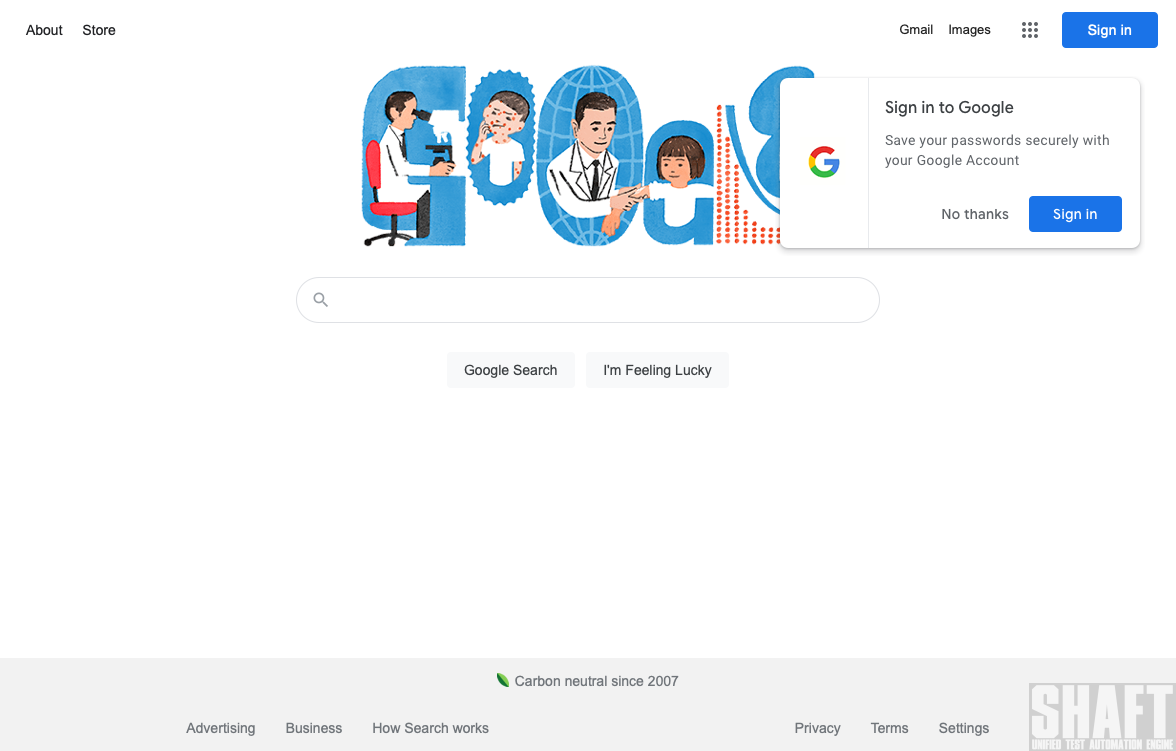 About Store
Gmail Images Sign in
Google
Sign in to Google
Save your passwords securely with
your Google Account
No thanks Sign in
Google Search I'm Feeling Lucky
Carbon neutral since 2007
Advertising Business How Search works
Privacy Terms Settings
SHAFT
UNIFIED TEST AUTOMATION ENGINE